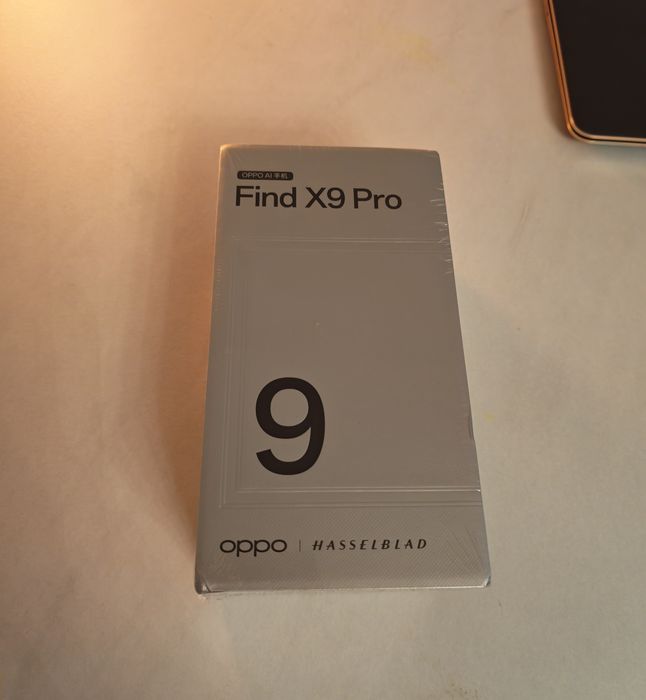 OPPO AI 手机
Find X9 Pro
9
oppo | HASSELBLAD